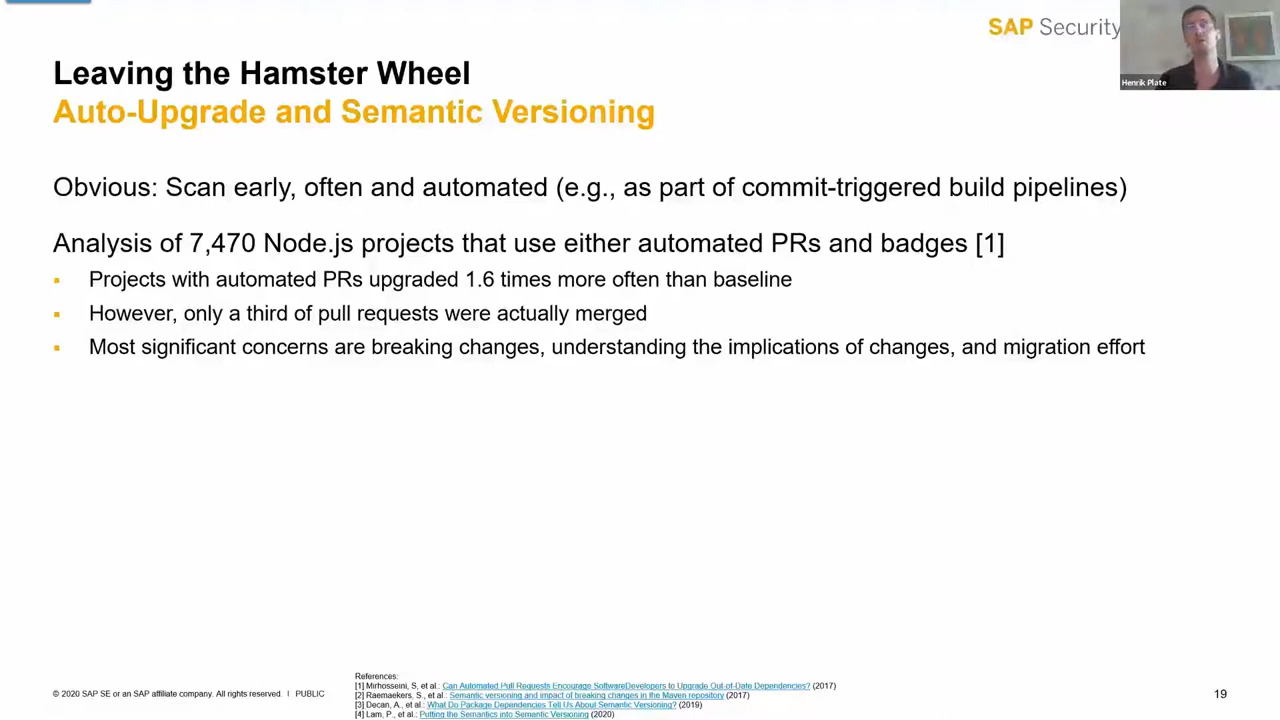 SAP Security
Henrik Plate
Leaving the Hamster Wheel
Auto-Upgrade and Semantic Versioning
Obvious: Scan early, often and automated (e.g., as part of commit-triggered build pipelines)
Analysis of 7,470 Node.js projects that use either automated PRs and badges [1]
▪ Projects with automated PRs upgraded 1.6 times more often than baseline
▪ However, only a third of pull requests were actually merged
▪ Most significant concerns are breaking changes, understanding the implications of changes, and migration effort
References:
[1] Mirhosseini, S, et al.: Can Automated Pull Requests Encourage SoftwareDevelopers to Upgrade Out-of-Date Dependencies? (2017)
[2] Raemaekers, S., et al.: Semantic versioning and impact of breaking changes in the Maven repository (2017)
[3] Decan, A., et al.: What Do Package Dependencies Tell Us About Semantic Versioning? (2019)
[4] Lam, P., et al.: Putting the Semantics into Semantic Versioning (2020)
© 2020 SAP SE or an SAP affiliate company. All rights reserved. | PUBLIC
19